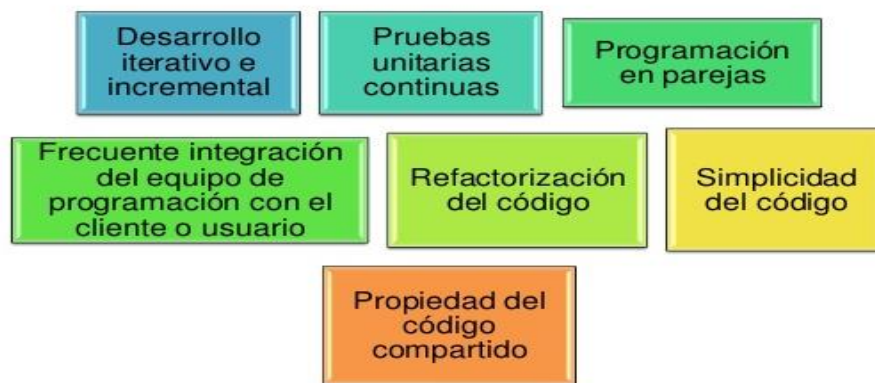 Desarrollo
iterativo e
incremental
Pruebas
unitarias
continuas
Programación
en parejas
Frecuente integración
del equipo de
programación con el
cliente o usuario
Refactorización
del código
Simplicidad
del código
Propiedad del
código
compartido